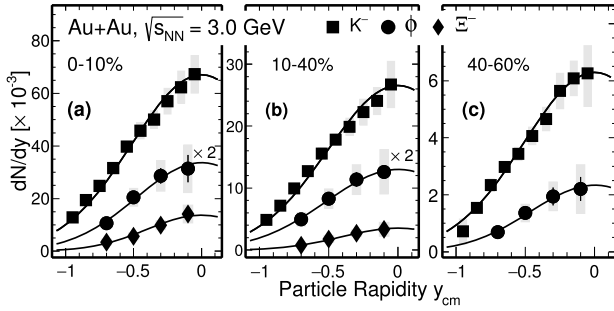 Au+Au, √s_NN = 3.0 GeV ■ K⁻ ● ϕ ♦ Ξ⁻
0-10% 10-40% 40-60%
(a) (b) (c)
× 2 × 2
dN/dy [× 10⁻³]
80 60 40 20 0
30 20 10 0
6 4 2 0
−1 −0.5 0 −1 −0.5 0 −1 −0.5 0
Particle Rapidity y_cm